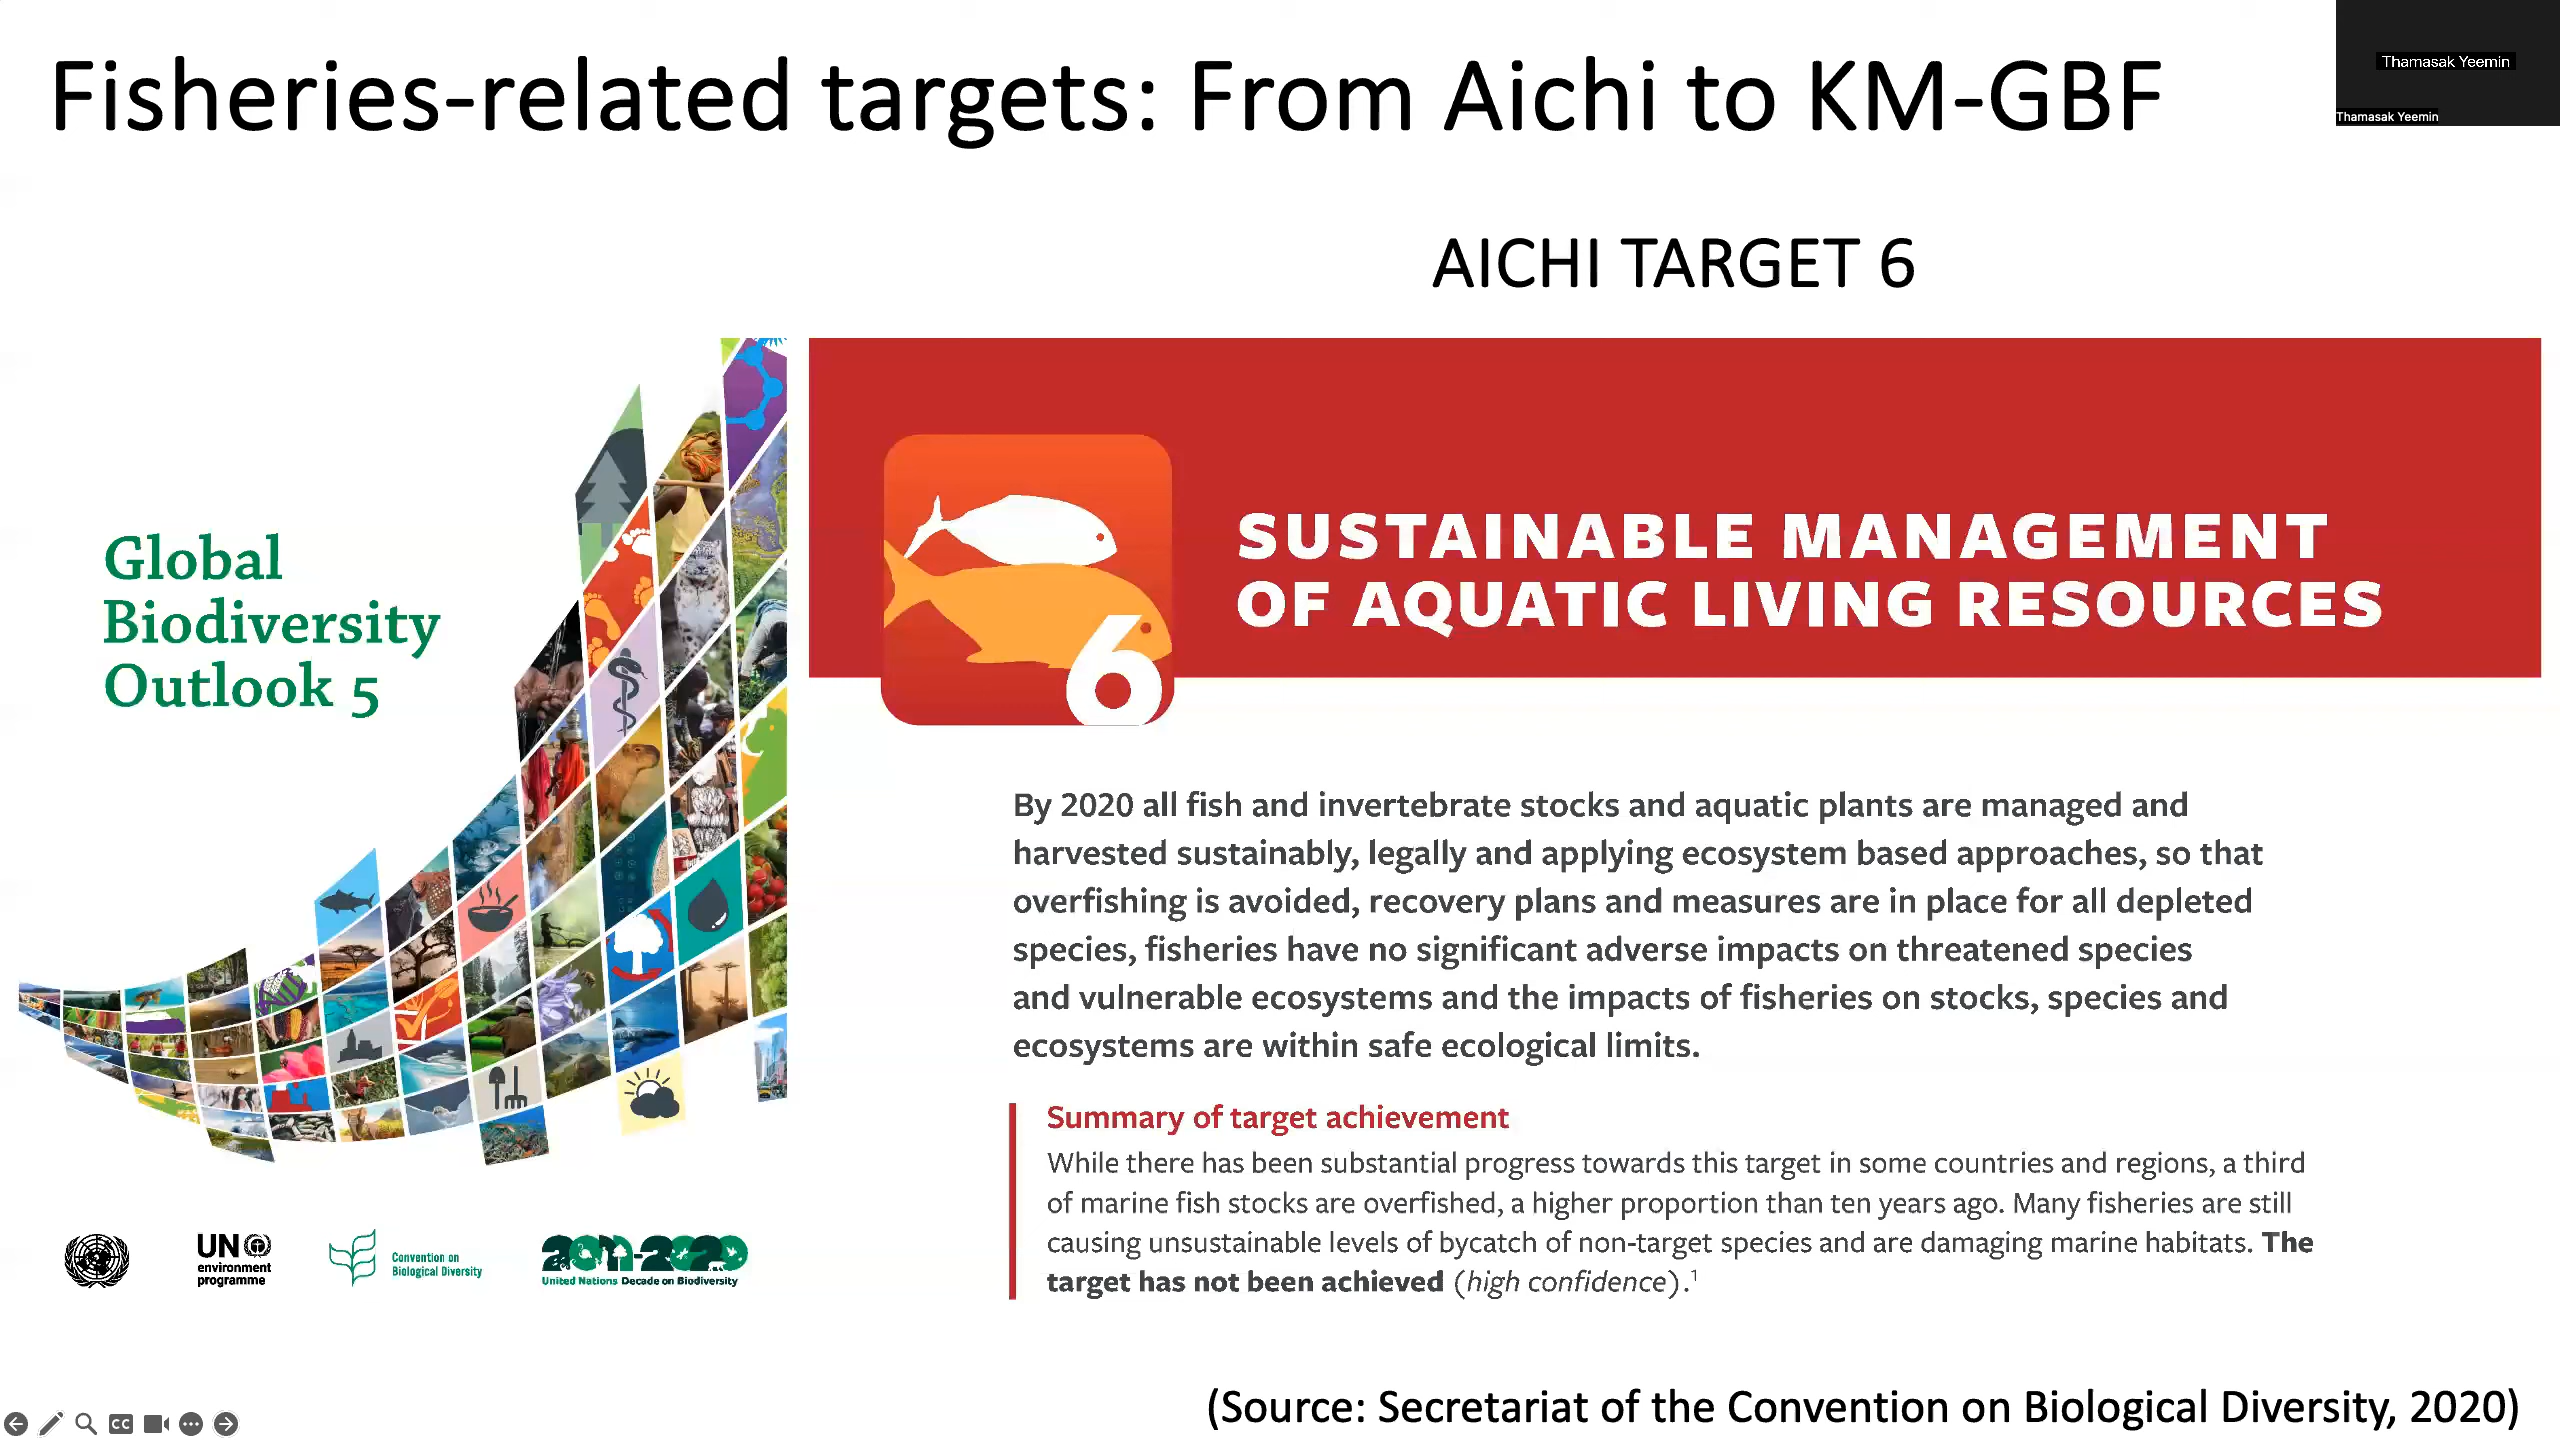 Fisheries-related targets: From Aichi to KM-GBF
Thamasak Yeemin
Thamasak Yeemin
AICHI TARGET 6
Global
Biodiversity
Outlook 5
6
SUSTAINABLE MANAGEMENT
OF AQUATIC LIVING RESOURCES
By 2020 all fish and invertebrate stocks and aquatic plants are managed and
harvested sustainably, legally and applying ecosystem based approaches, so that
overfishing is avoided, recovery plans and measures are in place for all depleted
species, fisheries have no significant adverse impacts on threatened species
and vulnerable ecosystems and the impacts of fisheries on stocks, species and
ecosystems are within safe ecological limits.
Summary of target achievement
While there has been substantial progress towards this target in some countries and regions, a third
of marine fish stocks are overfished, a higher proportion than ten years ago. Many fisheries are still
causing unsustainable levels of bycatch of non-target species and are damaging marine habitats. The
target has not been achieved (high confidence).¹
UN
environment
programme
Convention on
Biological Diversity
2011-2020
United Nations Decade on Biodiversity
(Source: Secretariat of the Convention on Biological Diversity, 2020)
CC